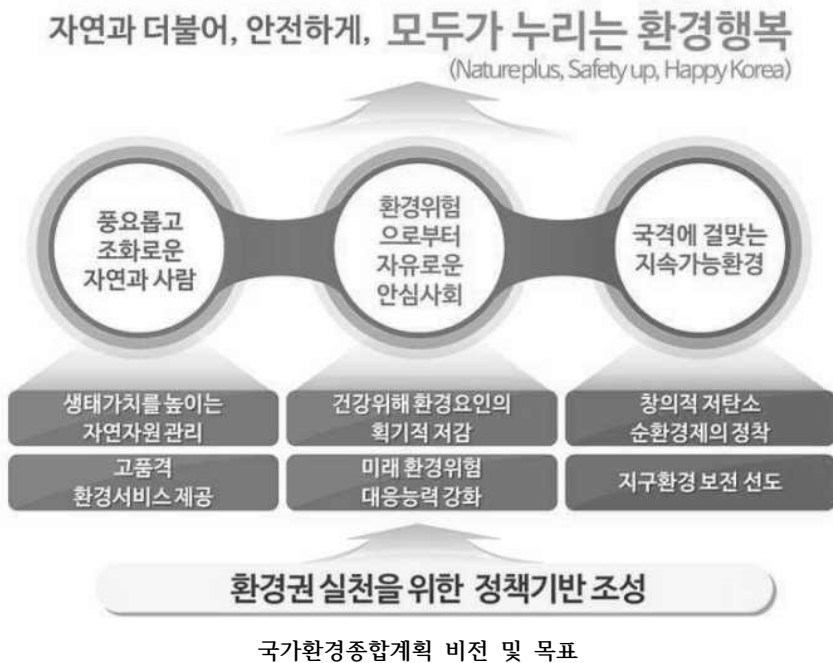 자연과 더불어, 안전하게, 모두가 누리는 환경행복
(Nature plus, Safety up, Happy Korea)
풍요롭고
조화로운
자연과 사람
환경위험
으로부터
자유로운
안심사회
국격에 걸맞는
지속가능환경
생태가치를 높이는
자연자원 관리
건강위해 환경요인의
획기적 저감
창의적 저탄소
순환경제의 정착
고품격
환경서비스 제공
미래 환경위험
대응능력 강화
지구환경 보전 선도
환경권 실천을 위한 정책기반 조성
국가환경종합계획 비전 및 목표